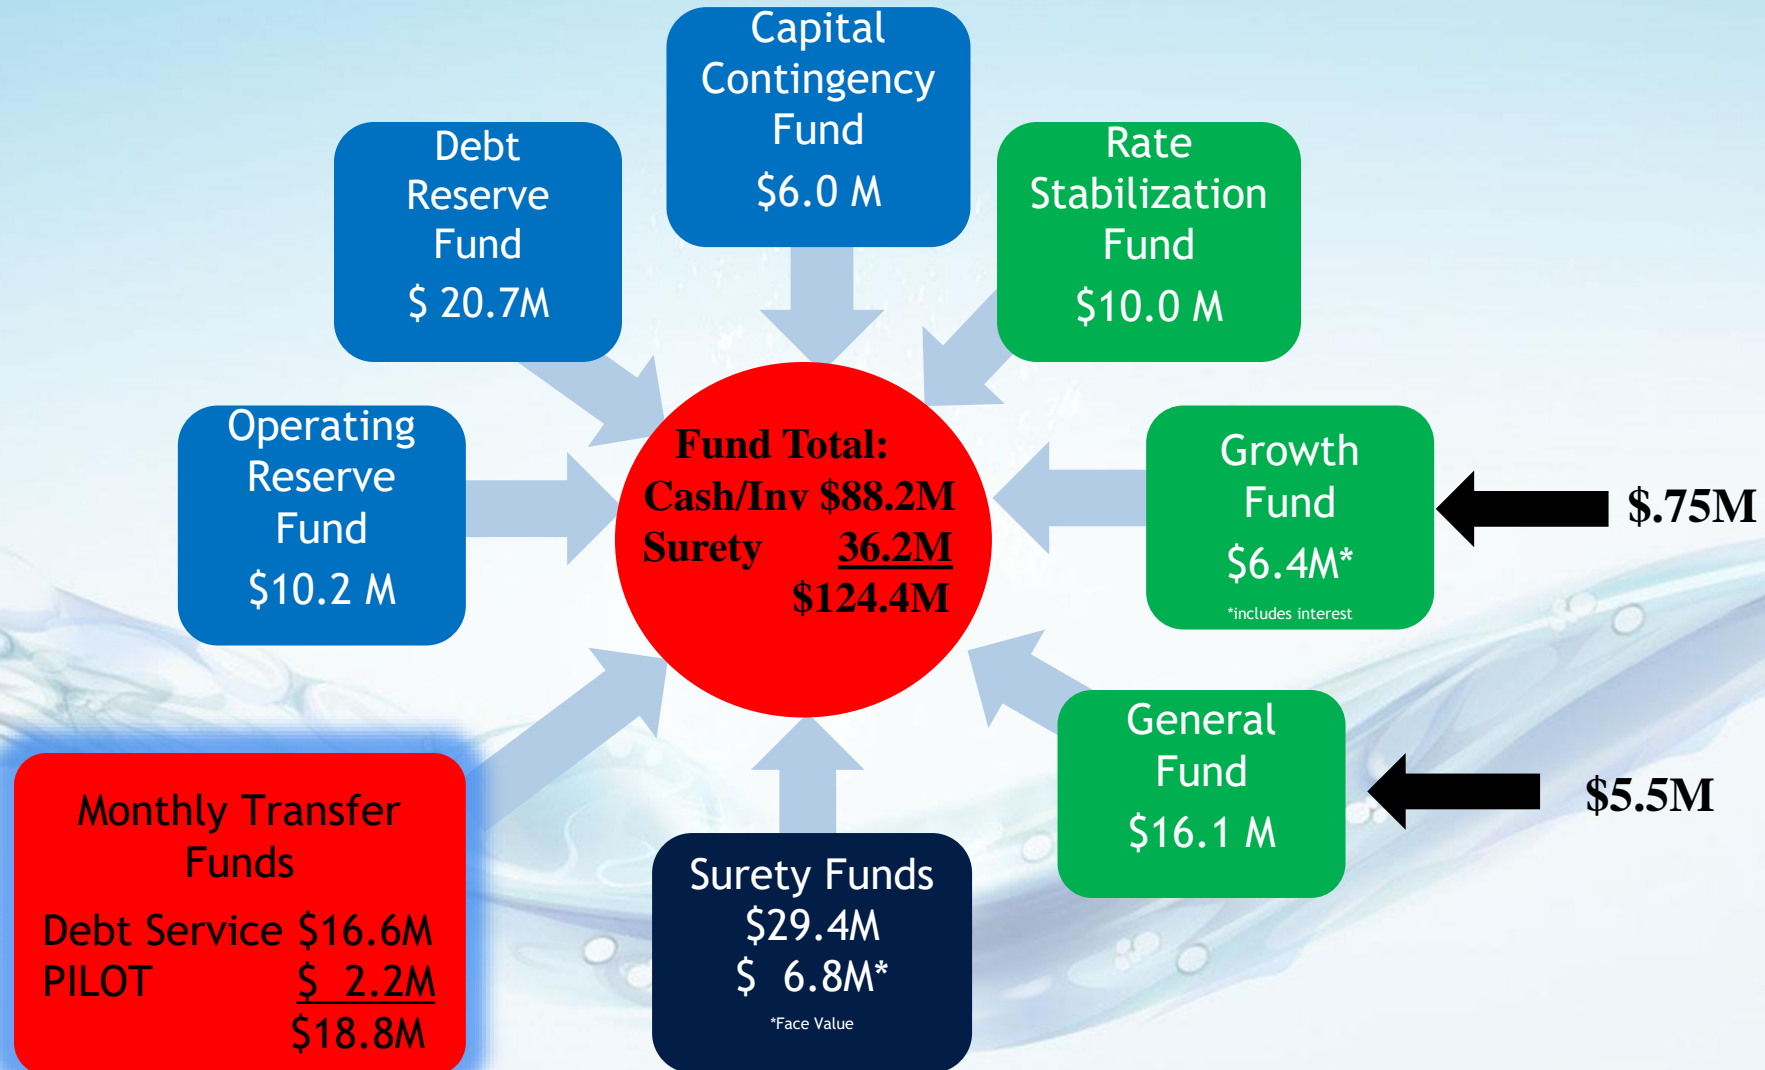 Capital
Contingency
Fund
$6.0 M
Debt
Reserve
Fund
$ 20.7M
Rate
Stabilization
Fund
$10.0 M
Operating
Reserve
Fund
$10.2 M
Fund Total:
Cash/Inv $88.2M
Surety 36.2M
$124.4M
Growth
Fund
$6.4M*
*includes interest
$.75M
Monthly Transfer
Funds
Debt Service $16.6M
PILOT $ 2.2M
$18.8M
Surety Funds
$29.4M
$ 6.8M*
*Face Value
General
Fund
$16.1 M
$5.5M